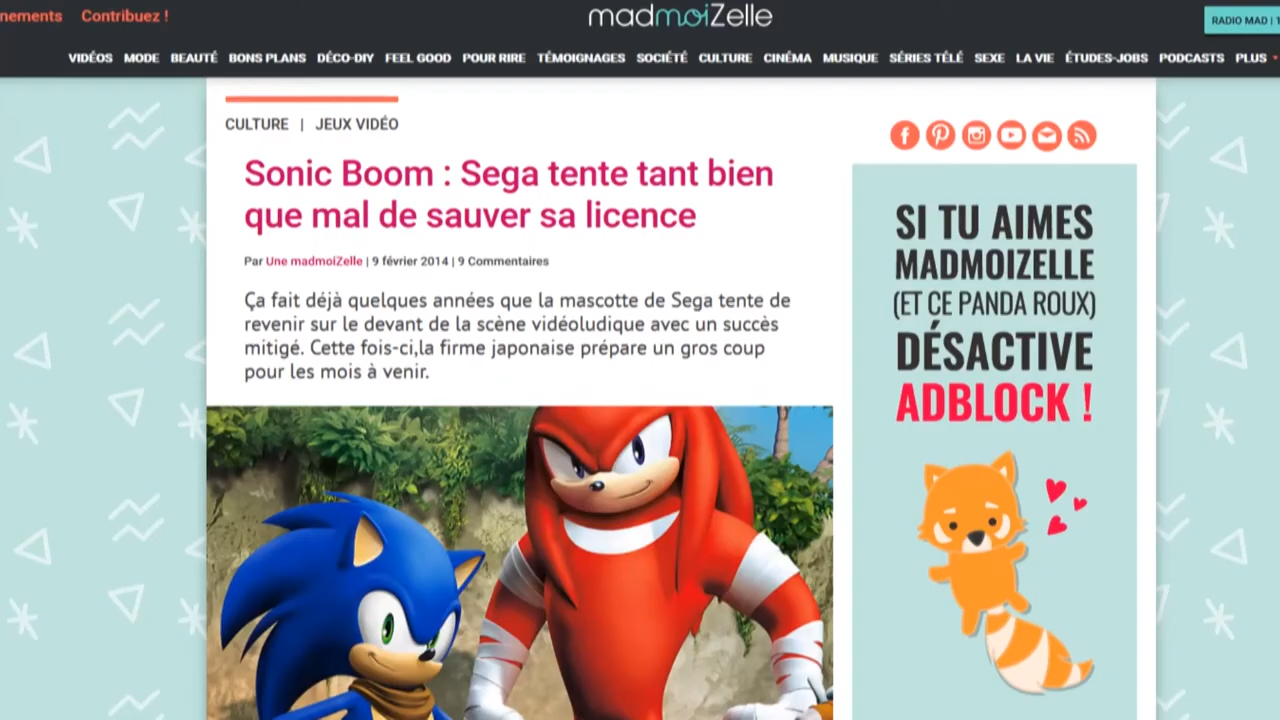 nements Contribuez !
madmoiZelle
RADIO MAD | 1
VIDÉOS MODE BEAUTÉ BONS PLANS DÉCO-DIY FEEL GOOD POUR RIRE TÉMOIGNAGES SOCIÉTÉ CULTURE CINÉMA MUSIQUE SÉRIES TÉLÉ SEXE LA VIE ÉTUDES-JOBS PODCASTS PLUS
CULTURE | JEUX VIDÉO
Sonic Boom : Sega tente tant bien
que mal de sauver sa licence
Par Une madmoiZelle | 9 février 2014 | 9 Commentaires
Ça fait déjà quelques années que la mascotte de Sega tente de
revenir sur le devant de la scène vidéoludique avec un succès
mitigé. Cette fois-ci,la firme japonaise prépare un gros coup
pour les mois à venir.
SI TU AIMES
MADMOIZELLE
(ET CE PANDA ROUX)
DÉSACTIVE
ADBLOCK !